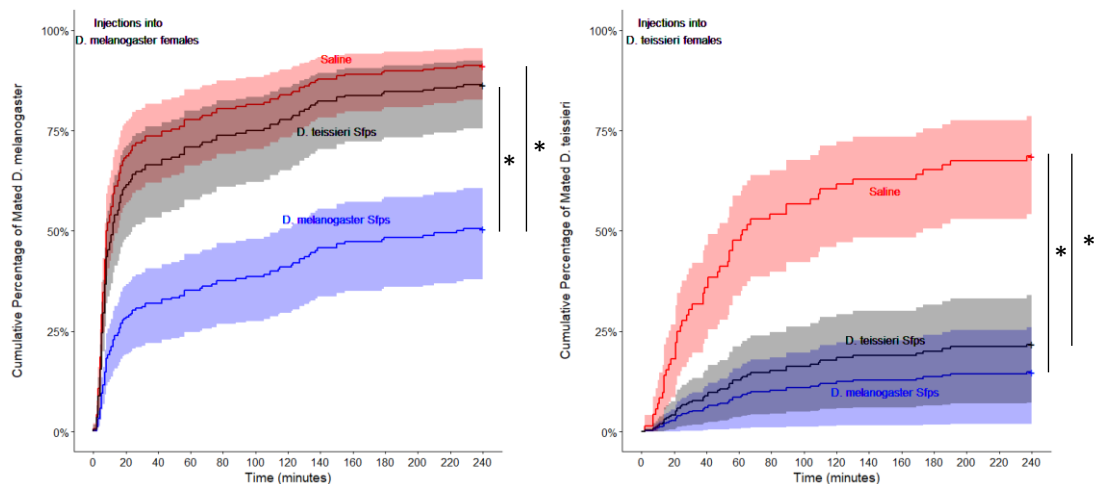 Injections into
D. melanogaster females
Cumulative Percentage of Mated D. melanogaster
100%
75%
50%
25%
0%
Saline
D. teissieri Sfps
D. melanogaster Sfps
*
*
0 20 40 60 80 100 120 140 160 180 200 220 240
Time (minutes)
Injections into
D. teissieri females
Cumulative Percentage of Mated D. teissieri
100%
75%
50%
25%
0%
Saline
D. teissieri Sfps
D. melanogaster Sfps
*
*
0 20 40 60 80 100 120 140 160 180 200 220 240
Time (minutes)